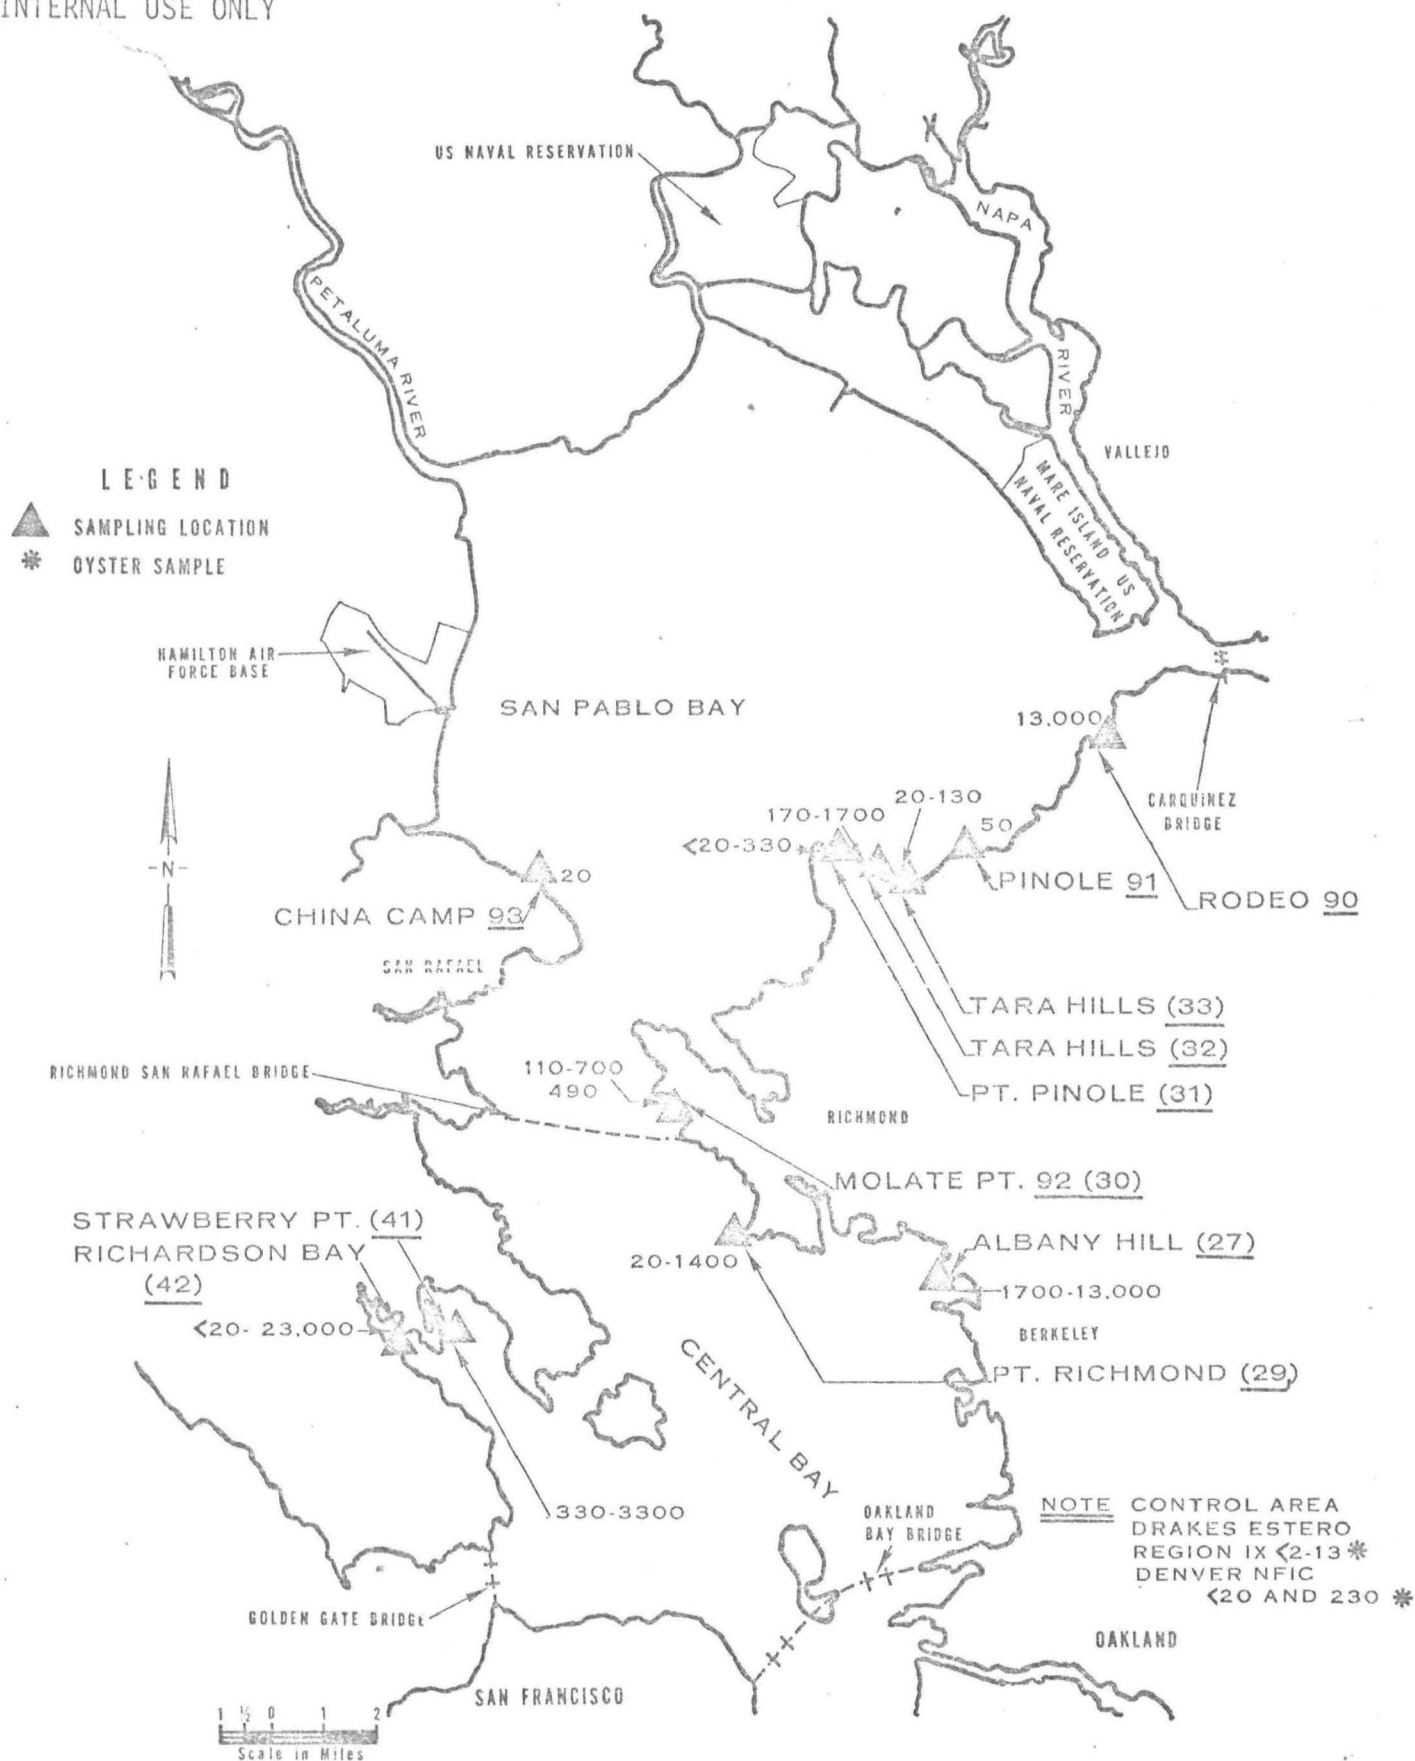 INTERNAL USE ONLY
US NAVAL RESERVATION
NAPA
PETALUMA RIVER
RIVER
VALLEJO
LEGEND
SAMPLING LOCATION
OYSTER SAMPLE
MARE ISLAND US
NAVAL RESERVATION
HAMILTON AIR
FORCE BASE
SAN PABLO BAY
13,000
CARQUINEZ
BRIDGE
20-130
170-1700
50
<20-330
-N-
20
PINOLE 91
RODEO 90
CHINA CAMP 93
SAN RAFAEL
TARA HILLS (33)
TARA HILLS (32)
PT. PINOLE (31)
RICHMOND SAN RAFAEL BRIDGE
110-700
490
RICHMOND
MOLATE PT. 92 (30)
STRAWBERRY PT. (41)
RICHARDSON BAY
(42)
20-1400
ALBANY HILL (27)
1700-13,000
<20- 23,000
BERKELEY
CENTRAL BAY
PT. RICHMOND (29)
330-3300
OAKLAND
BAY BRIDGE
NOTE CONTROL AREA
DRAKES ESTERO
REGION IX <2-13 *
DENVER NFIC
<20 AND 230 *
GOLDEN GATE BRIDGE
OAKLAND
SAN FRANCISCO
1 ½ 0 1 2
Scale in Miles